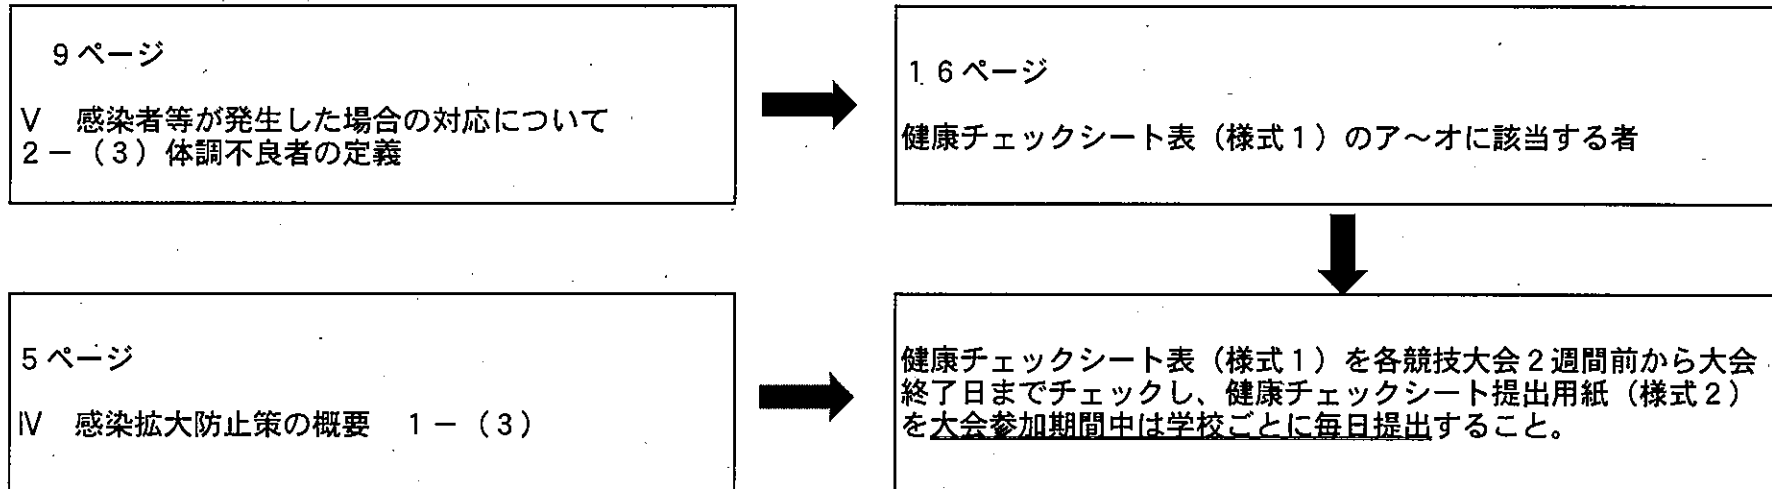 9ページ
Ⅴ　感染者等が発生した場合の対応について
2－（3）体調不良者の定義
16ページ
健康チェックシート表（様式1）のア～オに該当する者
5ページ
Ⅳ　感染拡大防止策の概要　1－（3）
健康チェックシート表（様式1）を各競技大会2週間前から大会
終了日までチェックし、健康チェックシート提出用紙（様式2）
を大会参加期間中は学校ごとに毎日提出すること。